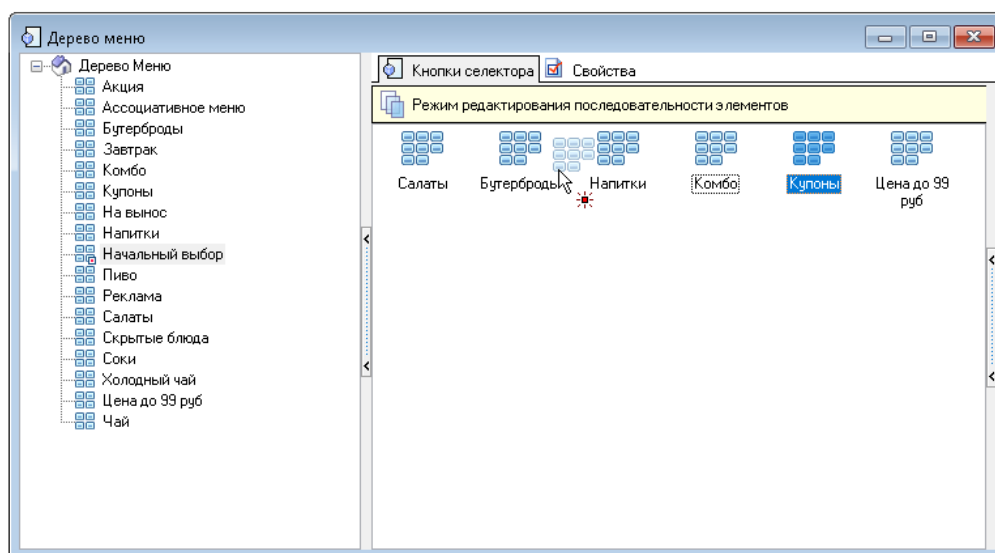 Дерево меню
Дерево Меню
Акция
Ассоциативное меню
Бутерброды
Завтрак
Комбо
Купоны
На вынос
Напитки
Начальный выбор
Пиво
Реклама
Салаты
Скрытые блюда
Соки
Холодный чай
Цена до 99 руб
Чай
Кнопки селектора Свойства
Режим редактирования последовательности элементов
Салаты Бутерброды Напитки Комбо Купоны Цена до 99
руб